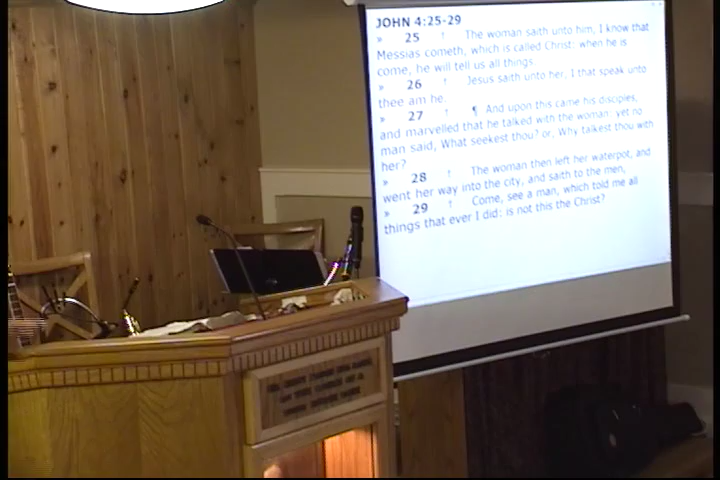 JOHN 4:25-29
» 25 ↑ The woman saith unto him, I know that
Messias cometh, which is called Christ: when he is
come, he will tell us all things.
» 26 ↑ Jesus saith unto her, I that speak unto
thee am he.
» 27 ↑ ¶ And upon this came his disciples,
and marvelled that he talked with the woman: yet no
man said, What seekest thou? or, Why talkest thou with
her?
» 28 ↑ The woman then left her waterpot, and
went her way into the city, and saith to the men,
» 29 ↑ Come, see a man, which told me all
things that ever I did: is not this the Christ?